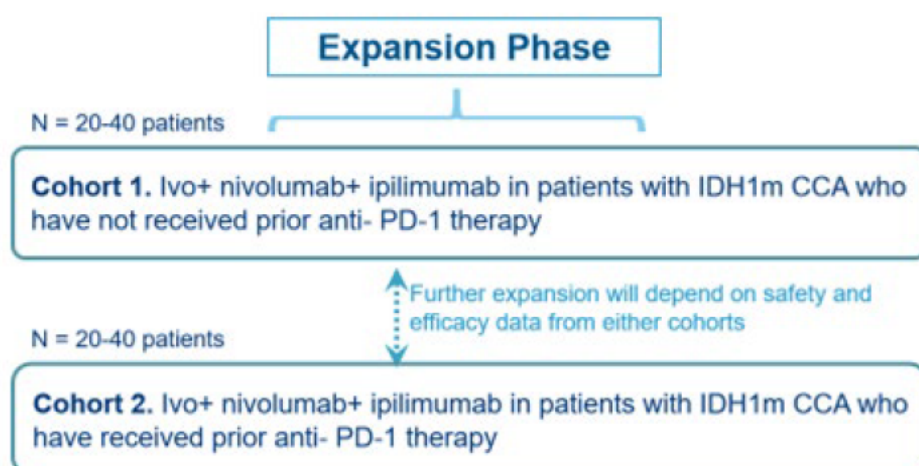 Expansion Phase
N = 20-40 patients
Cohort 1. Ivo+ nivolumab+ ipilimumab in patients with IDH1m CCA who
have not received prior anti- PD-1 therapy
Further expansion will depend on safety and
efficacy data from either cohorts
N = 20-40 patients
Cohort 2. Ivo+ nivolumab+ ipilimumab in patients with IDH1m CCA who
have received prior anti- PD-1 therapy